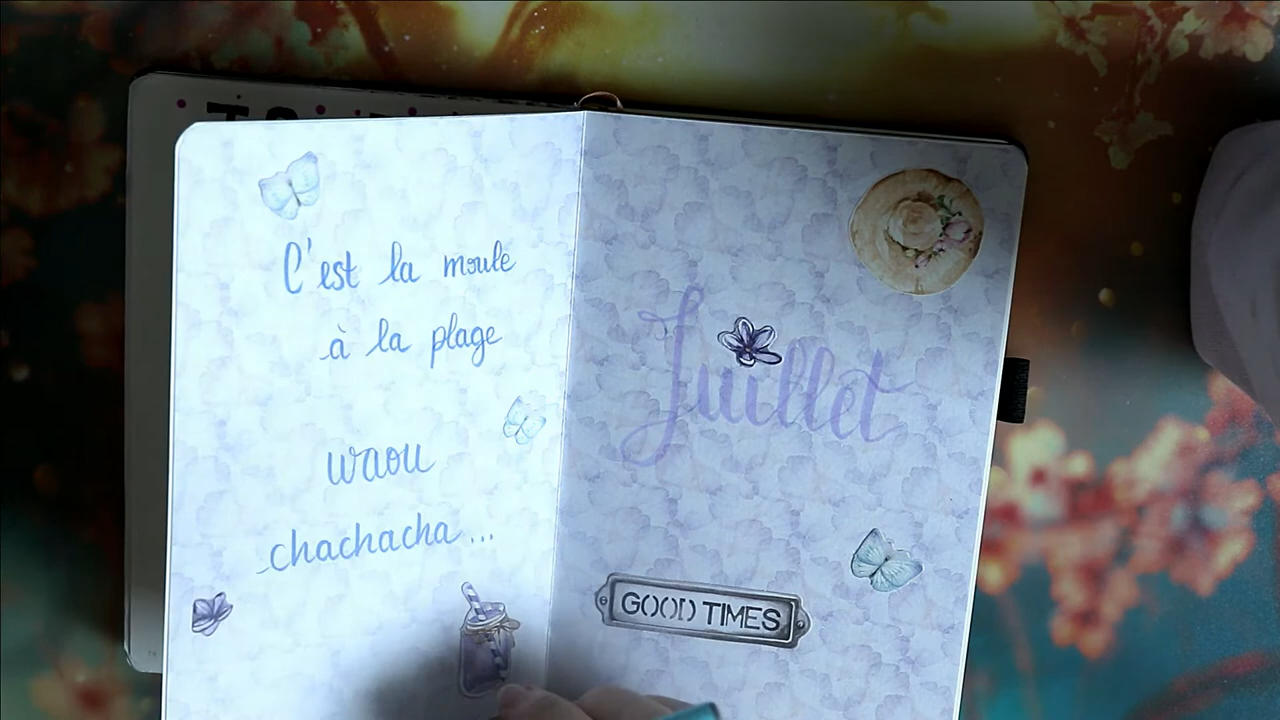 C'est la moule
à la plage
waou
chachacha...
Juillet
GOOD TIMES